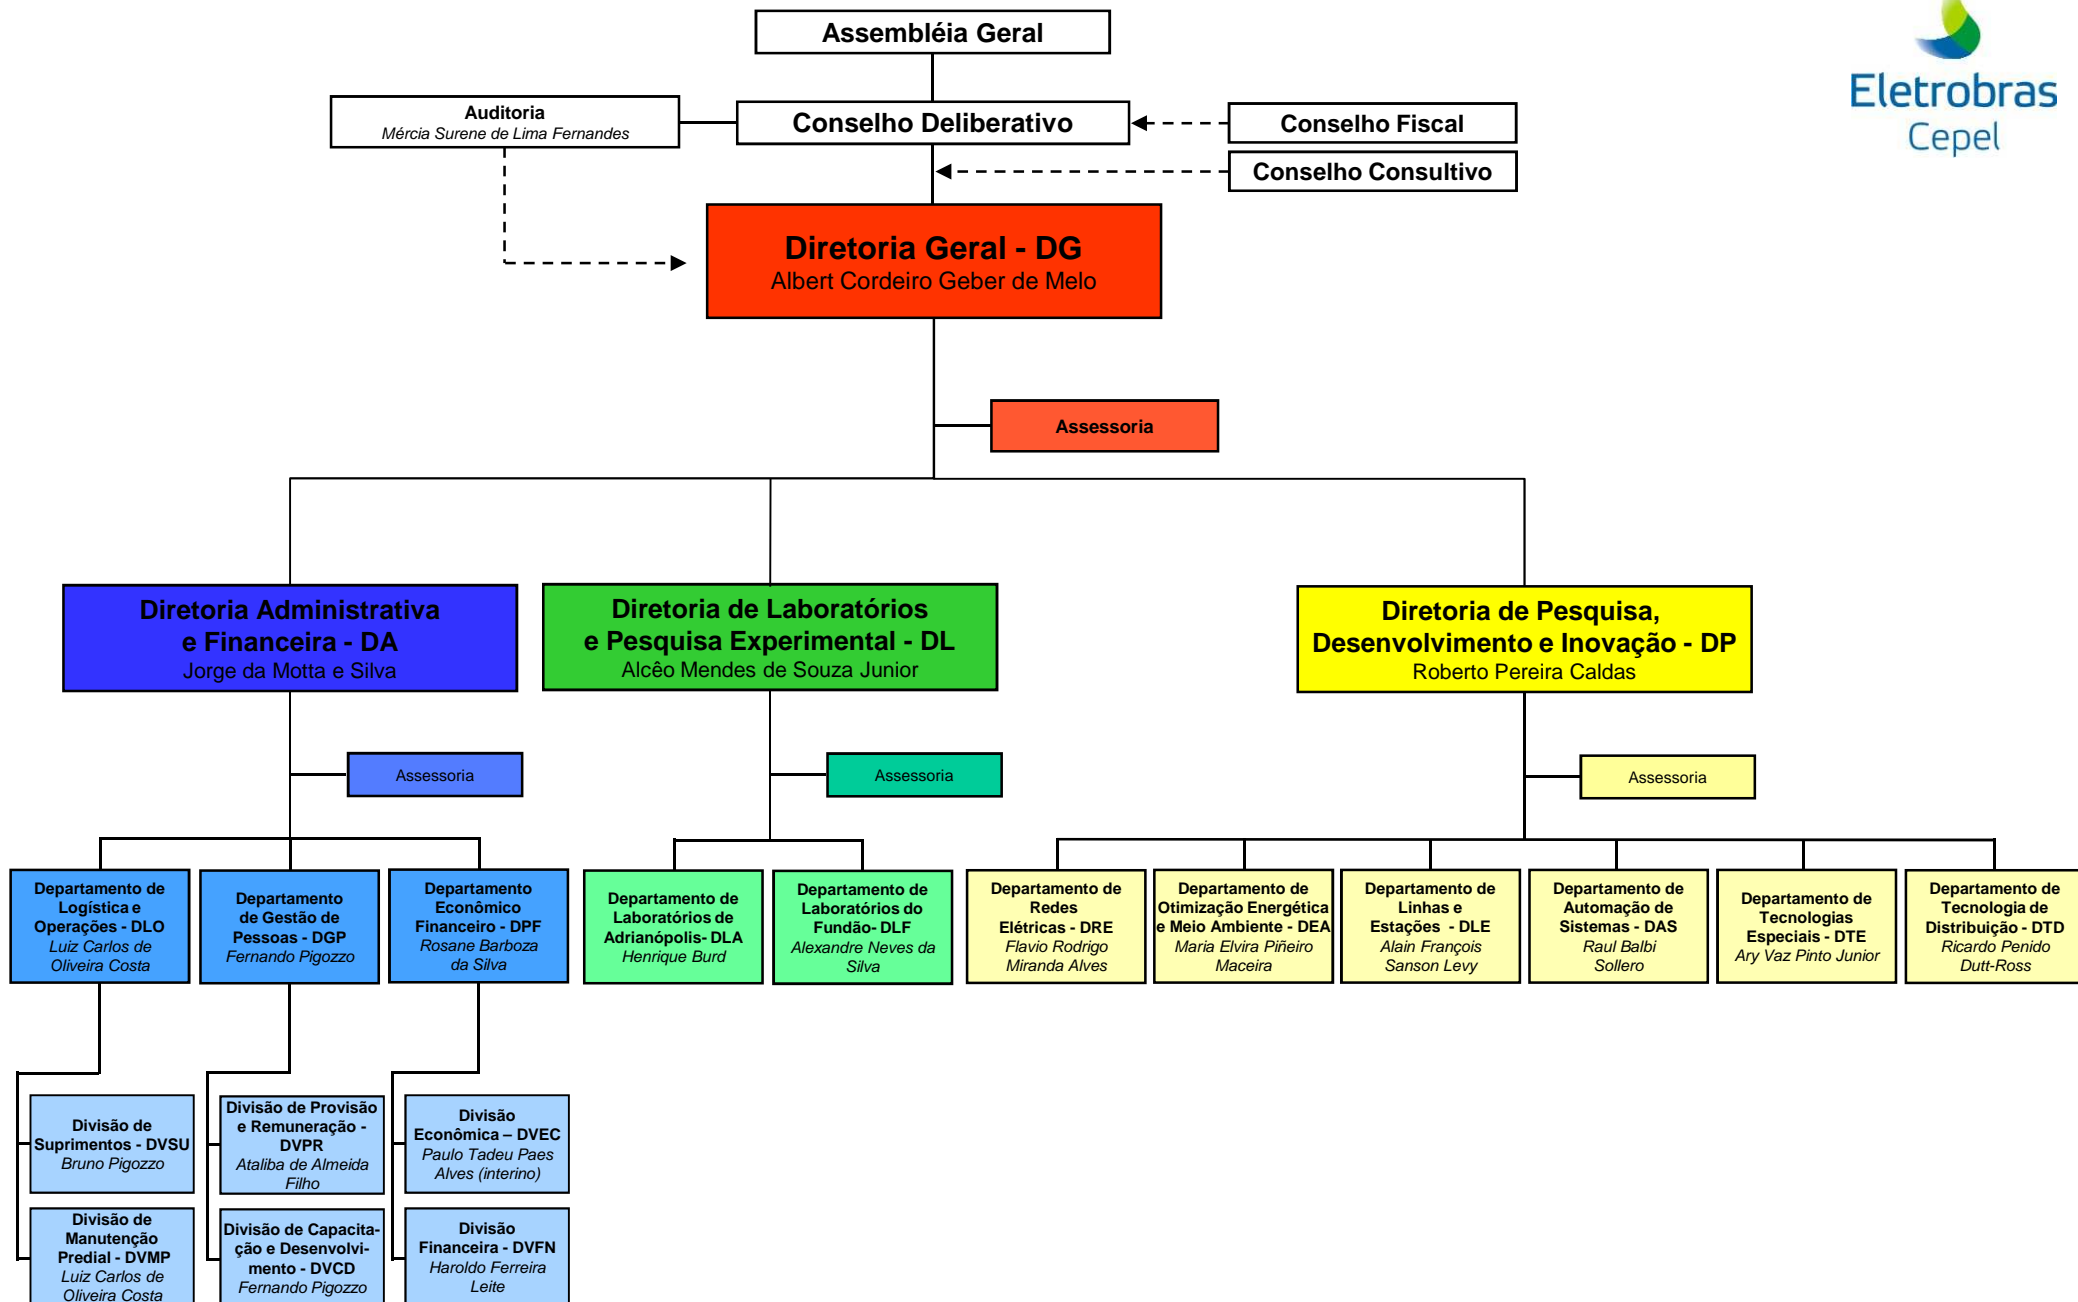 Assembléia Geral
Eletrobras
Cepel
Auditoria
Mércia Surene de Lima Fernandes
Conselho Deliberativo
Conselho Fiscal
Conselho Consultivo
Diretoria Geral - DG
Albert Cordeiro Geber de Melo
Assessoria
Diretoria Administrativa
e Financeira - DA
Jorge da Motta e Silva
Diretoria de Laboratórios
e Pesquisa Experimental - DL
Alcêo Mendes de Souza Junior
Diretoria de Pesquisa,
Desenvolvimento e Inovação - DP
Roberto Pereira Caldas
Assessoria
Assessoria
Assessoria
Departamento de
Logística e
Operações - DLO
Luiz Carlos de
Oliveira Costa
Departamento
de Gestão de
Pessoas - DGP
Fernando Pigozzo
Departamento
Econômico
Financeiro - DPF
Rosane Barboza
da Silva
Departamento de
Laboratórios de
Adrianópolis- DLA
Henrique Burd
Departamento de
Laboratórios do
Fundão- DLF
Alexandre Neves da
Silva
Departamento de
Redes
Elétricas - DRE
Flavio Rodrigo
Miranda Alves
Departamento de
Otimização Energética
e Meio Ambiente - DEA
Maria Elvira Piñeiro
Maceira
Departamento de
Linhas e
Estações - DLE
Alain François
Sanson Levy
Departamento de
Automação de
Sistemas - DAS
Raul Balbi
Sollero
Departamento de
Tecnologias
Especiais - DTE
Ary Vaz Pinto Junior
Departamento de
Tecnologia de
Distribuição - DTD
Ricardo Penido
Dutt-Ross
Divisão de
Suprimentos - DVSU
Bruno Pigozzo
Divisão de Provisão
e Remuneração -
DVPR
Ataliba de Almeida
Filho
Divisão
Econômica – DVEC
Paulo Tadeu Paes
Alves (interino)
Divisão de
Manutenção
Predial - DVMP
Luiz Carlos de
Oliveira Costa
Divisão de Capacita-
ção e Desenvolvi-
mento - DVCD
Fernando Pigozzo
Divisão
Financeira - DVFN
Haroldo Ferreira
Leite